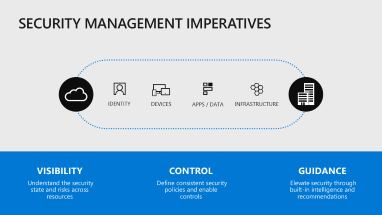 SECURITY MANAGEMENT IMPERATIVES
IDENTITY
DEVICES
APPS / DATA
INFRASTRUCTURE
VISIBILITY
Understand the security
state and risks across
resources
CONTROL
Define consistent security
policies and enable
controls
GUIDANCE
Elevate security through
built-in intelligence and
recommendations